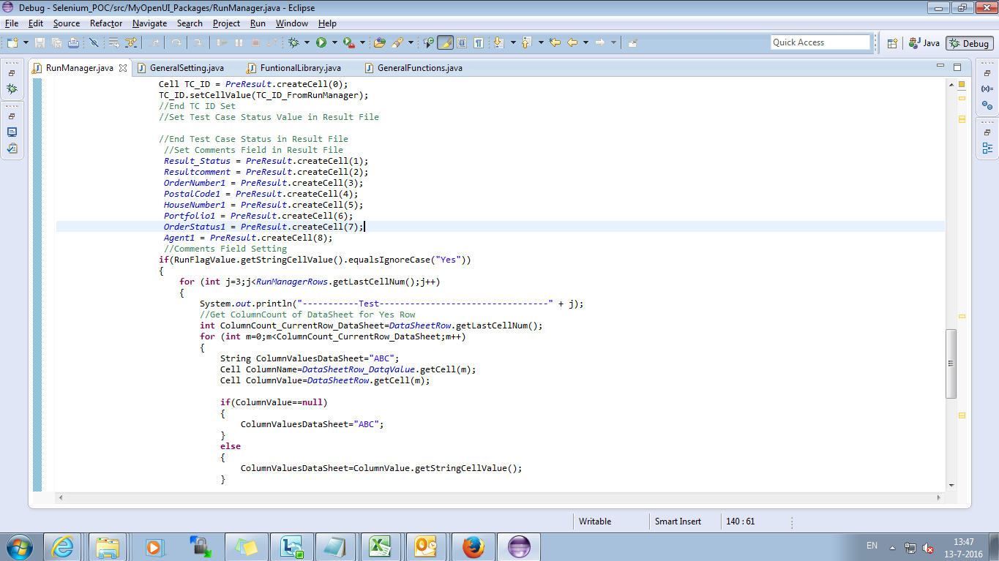 Debug - Selenium_POC/src/MyOpenUI_Packages/RunManager.java - Eclipse
File Edit Source Refactor Navigate Search Project Run Window Help
Quick Access Java Debug
RunManager.java GeneralSetting.java FuntionalLibrary.java GeneralFunctions.java
Cell TC_ID = PreResult.createCell(0);
TC_ID.setCellValue(TC_ID_FromRunManager);
//End TC ID Set
//Set Test Case Status Value in Result File
//End Test Case Status in Result File
//Set Comments Field in Result File
Result_Status = PreResult.createCell(1);
Resultcomment = PreResult.createCell(2);
OrderNumber1 = PreResult.createCell(3);
PostalCode1 = PreResult.createCell(4);
HouseNumber1 = PreResult.createCell(5);
Portfolio1 = PreResult.createCell(6);
OrderStatus1 = PreResult.createCell(7);
Agent1 = PreResult.createCell(8);
//Comments Field Setting
if(RunFlagValue.getStringCellValue().equalsIgnoreCase("Yes"))
{
for (int j=3;j<RunManagerRows.getLastCellNum();j++)
{
System.out.println("-----------Test---------------------------------" + j);
//Get ColumnCount of DataSheet for Yes Row
int ColumnCount_CurrentRow_DataSheet=DataSheetRow.getLastCellNum();
for (int m=0;m<ColumnCount_CurrentRow_DataSheet;m++)
{
String ColumnValuesDataSheet="ABC";
Cell ColumnName=DataSheetRow_DatqValue.getCell(m);
Cell ColumnValue=DataSheetRow.getCell(m);
if(ColumnValue==null)
{
ColumnValuesDataSheet="ABC";
}
else
{
ColumnValuesDataSheet=ColumnValue.getStringCellValue();
}
Writable Smart Insert 140 : 61
EN 13:47
13-7-2016